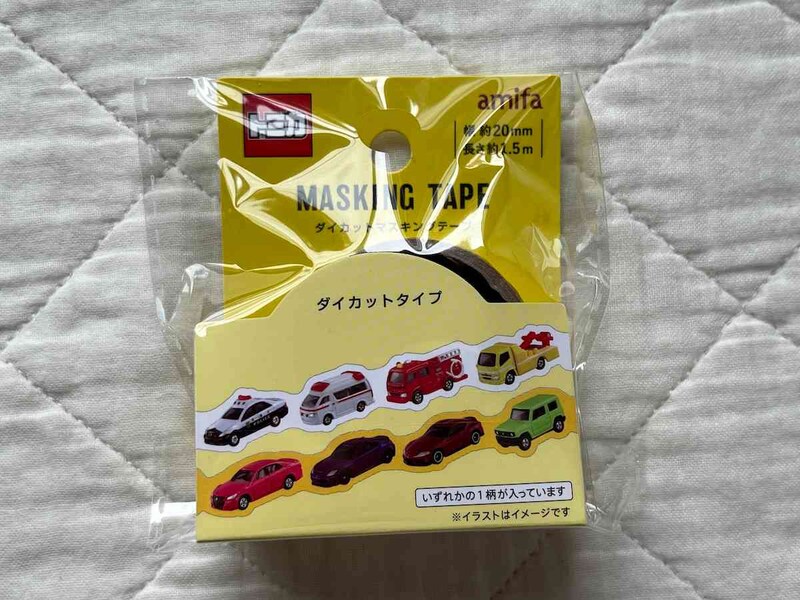 トミカ
amifa
幅 約20mm
長さ約1.5m
MASKING TAPE
ダイカットマスキングテープ
ダイカットタイプ
いずれかの1柄が入っています
※イラストはイメージです